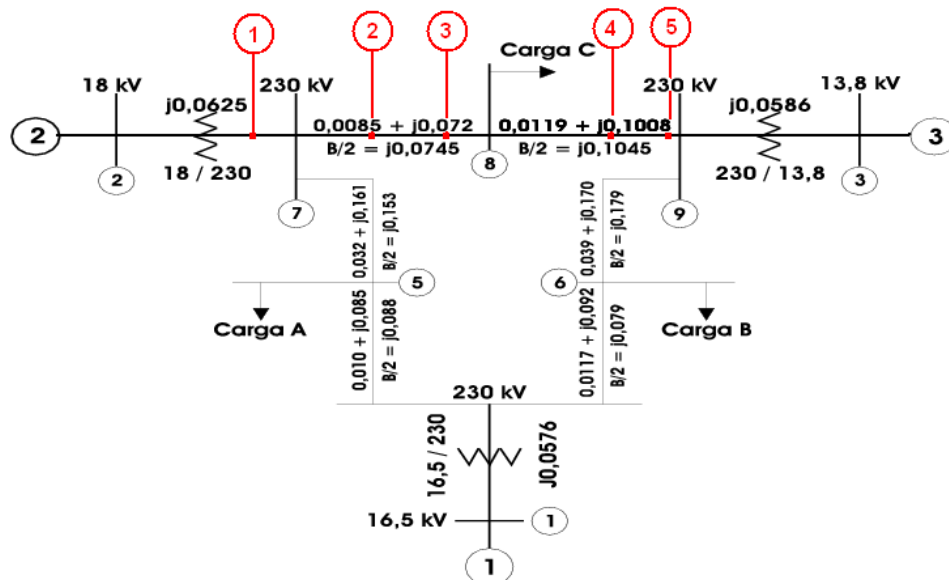 1
2
3
4
5
Carga C
18 kV
230 kV
230 kV
13,8 kV
j0,0625
0,0085 + j0,072
0,0119 + j0,1008
j0,0586
2
3
B/2 = j0,0745
B/2 = j0,1045
18 / 230
230 / 13,8
8
2
3
7
9
0,032 + j0,161
B/2 = j0,153
0,039 + j0,170
B/2 = j0,179
5
6
Carga A
Carga B
0,010 + j0,085
B/2 = j0,088
0,0117 + j0,092
B/2 = j0,079
230 kV
16,5 / 230
J0,0576
16,5 kV
1
1